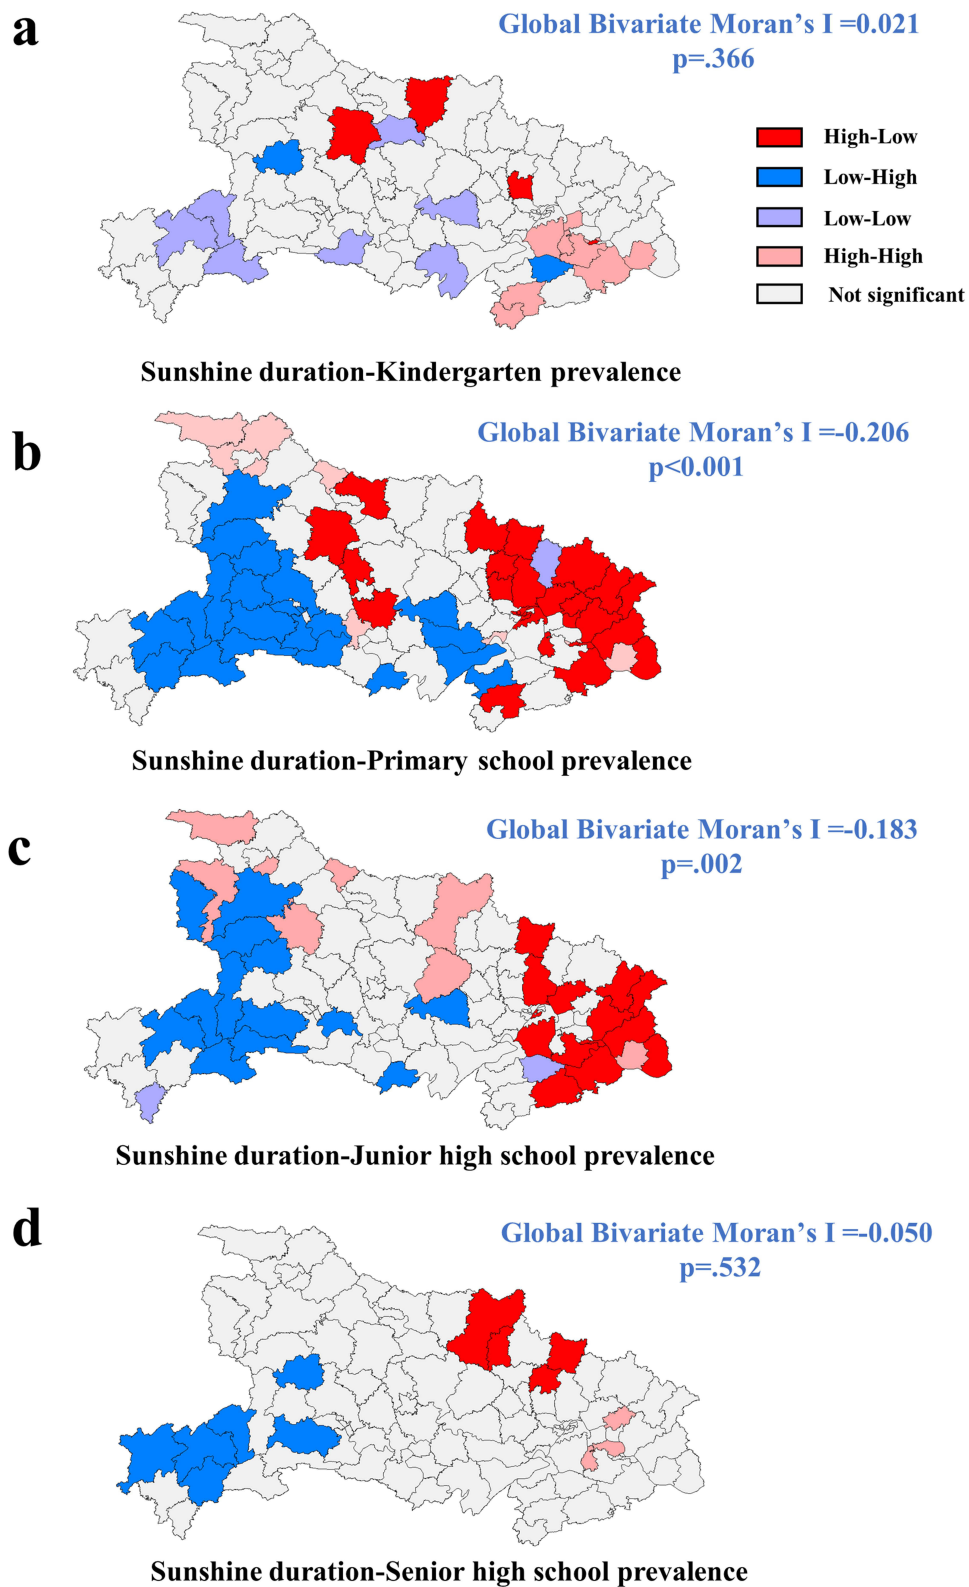 a
Global Bivariate Moran’s I =0.021
p=.366
High-Low
Low-High
Low-Low
High-High
Not significant
Sunshine duration-Kindergarten prevalence
b
Global Bivariate Moran’s I =-0.206
p<0.001
Sunshine duration-Primary school prevalence
c
Global Bivariate Moran’s I =-0.183
p=.002
Sunshine duration-Junior high school prevalence
d
Global Bivariate Moran’s I =-0.050
p=.532
Sunshine duration-Senior high school prevalence